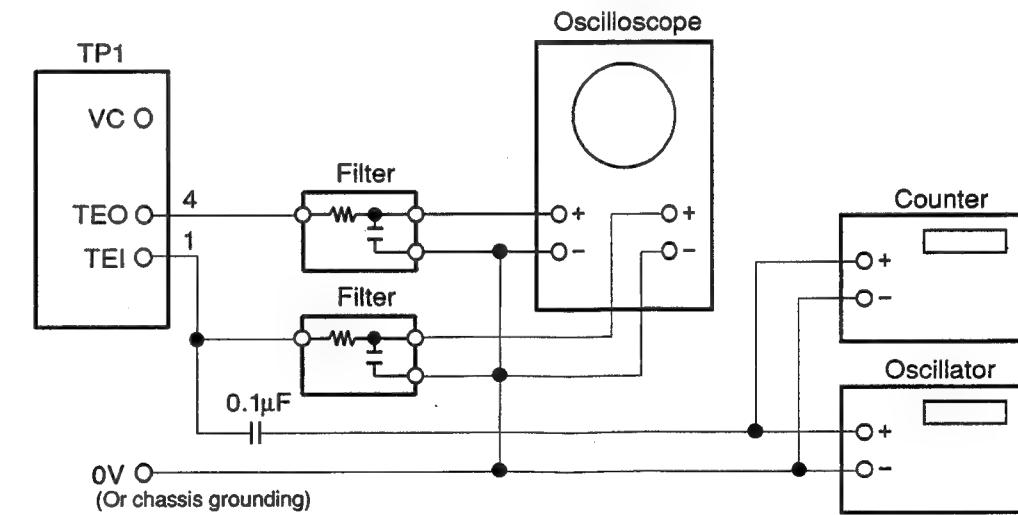 Oscilloscope
TP1
VC
Filter
TEO 4
+ +
Counter
TEI 1
− −
+
Filter
−
Oscillator
0.1µF
+
0V
−
(Or chassis grounding)